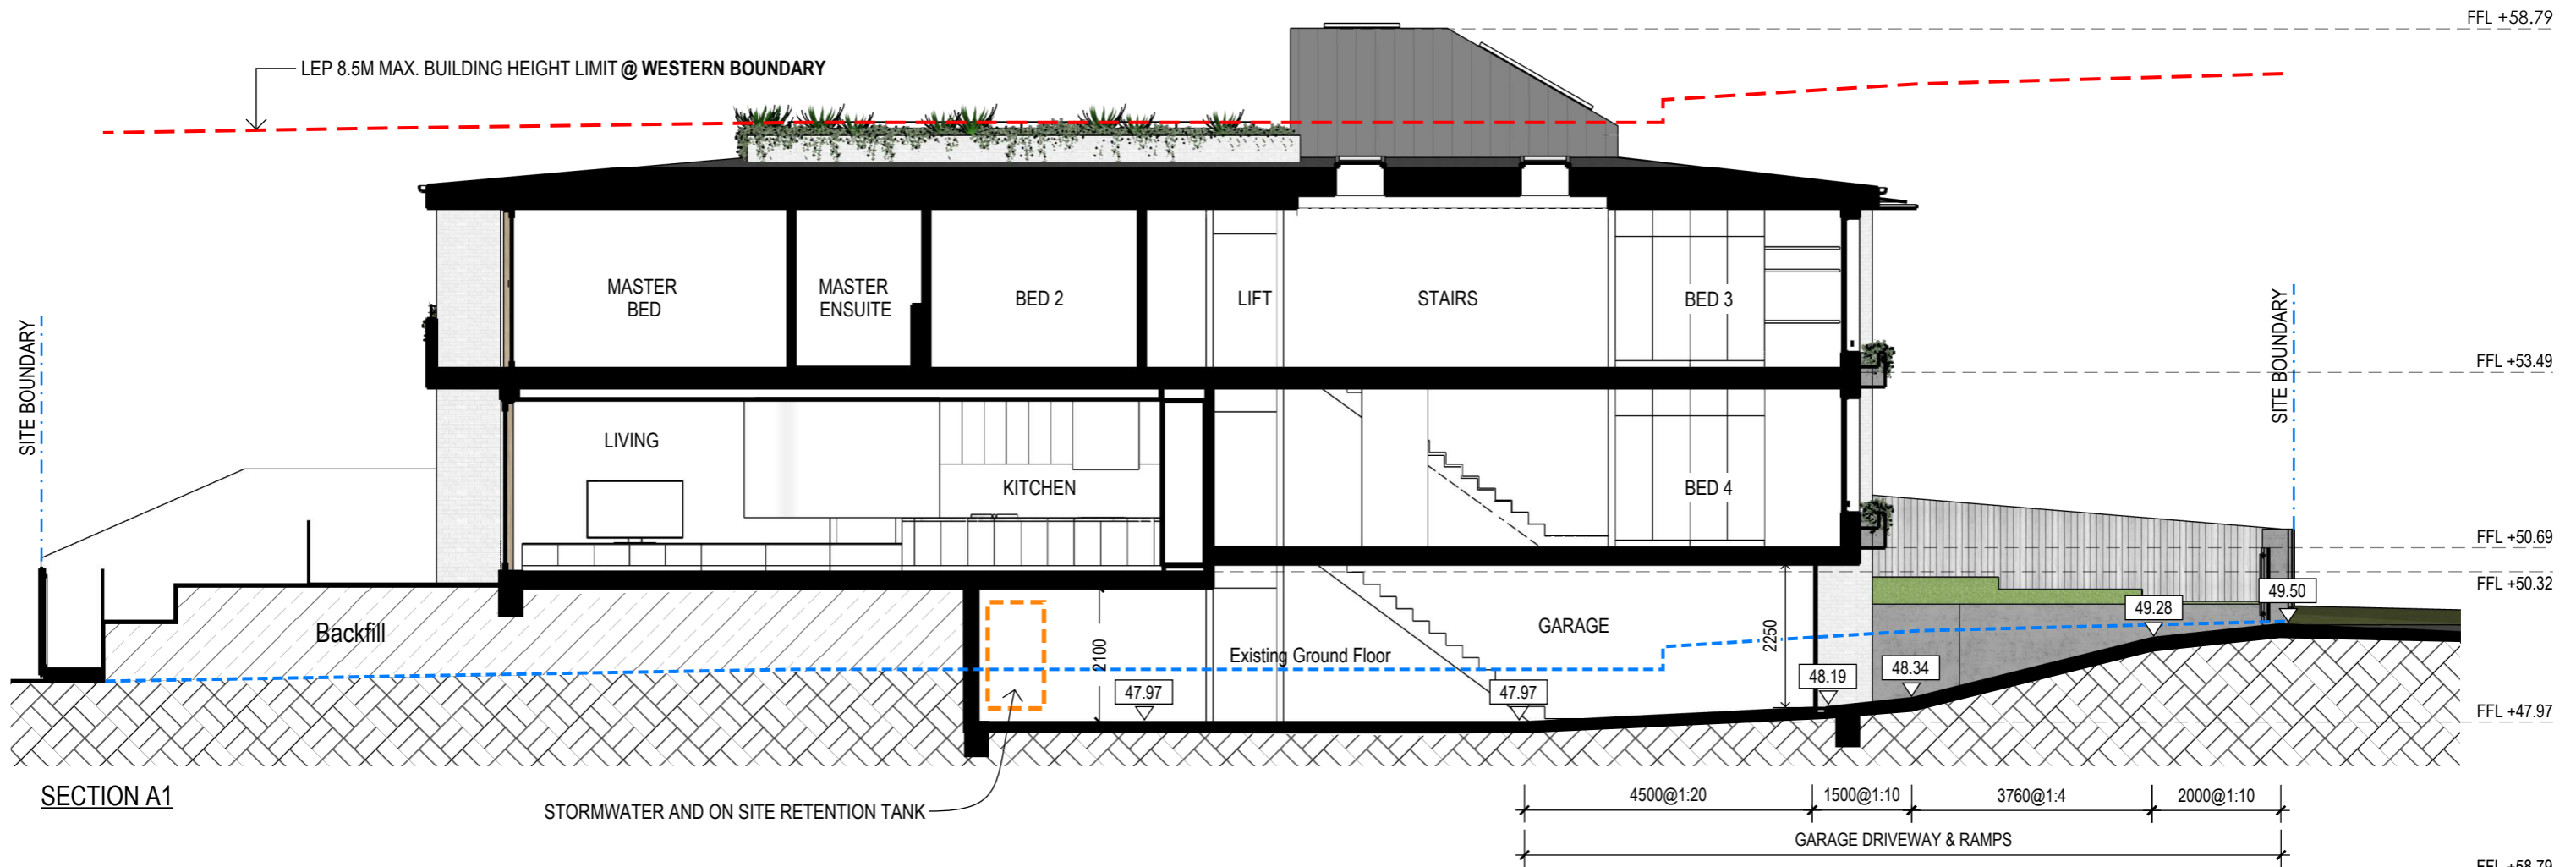 FFL +58.79
LEP 8.5M MAX. BUILDING HEIGHT LIMIT @ WESTERN BOUNDARY
SITE BOUNDARY
MASTER
BED
MASTER
ENSUITE
BED 2
LIFT
STAIRS
BED 3
SITE BOUNDARY
FFL +53.49
LIVING
KITCHEN
BED 4
FFL +50.69
FFL +50.32
49.50
49.28
Backfill
GARAGE
2100
2250
Existing Ground Floor
47.97
47.97
48.19
48.34
FFL +47.97
SECTION A1
STORMWATER AND ON SITE RETENTION TANK
4500@1:20
1500@1:10
3760@1:4
2000@1:10
GARAGE DRIVEWAY & RAMPS
FFL +58.79